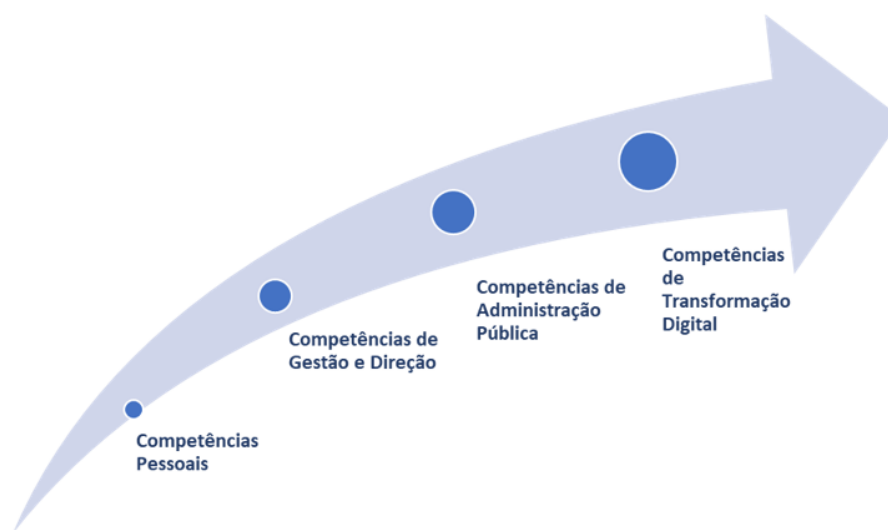 Competências
Pessoais
Competências de
Gestão e Direção
Competências de
Administração
Pública
Competências
de
Transformação
Digital